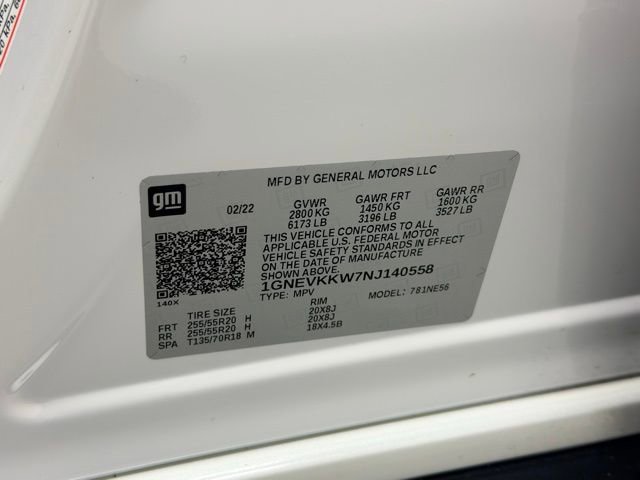 MFD BY GENERAL MOTORS LLC
gm
02/22
GVWR GAWR FRT GAWR RR
2800 KG 1450 KG 1600 KG
6173 LB 3196 LB 3527 LB
THIS VEHICLE CONFORMS TO ALL
APPLICABLE U.S. FEDERAL MOTOR
VEHICLE SAFETY STANDARDS IN EFFECT
ON THE DATE OF MANUFACTURE
SHOWN ABOVE.
1GNEVKKW7NJ140558
140X
TYPE: MPV MODEL: 781NE56
TIRE SIZE RIM
FRT 255/55R20 H 20X8J
RR 255/55R20 H 20X8J
SPA T135/70R18 M 18X4.5B